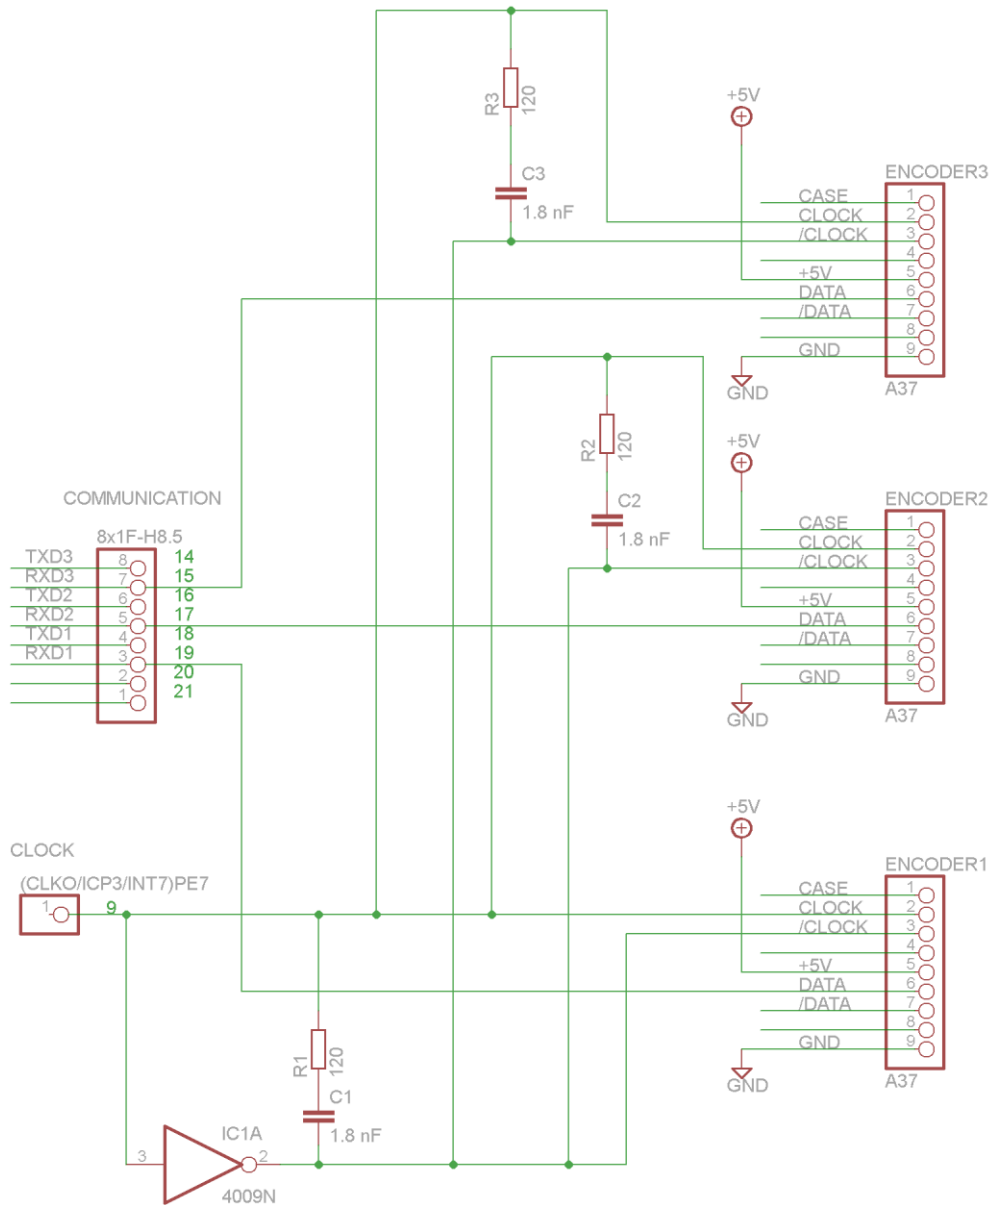 +5V
R3
120
C3
1.8 nF
ENCODER3
CASE
1
CLOCK
2
/CLOCK
3
4
+5V
5
DATA
6
/DATA
7
8
GND
9
GND
A37
R2
120
C2
1.8 nF
+5V
ENCODER2
CASE
1
CLOCK
2
/CLOCK
3
4
+5V
5
DATA
6
/DATA
7
8
GND
9
GND
A37
COMMUNICATION
8x1F-H8.5
TXD3
8
14
RXD3
7
15
TXD2
6
16
RXD2
5
17
TXD1
4
18
RXD1
3
19
2
20
1
21
+5V
CLOCK
(CLKO/ICP3/INT7)PE7
1
9
ENCODER1
CASE
1
CLOCK
2
/CLOCK
3
4
+5V
5
DATA
6
/DATA
7
8
GND
9
GND
A37
R1
120
C1
1.8 nF
IC1A
3
2
4009N